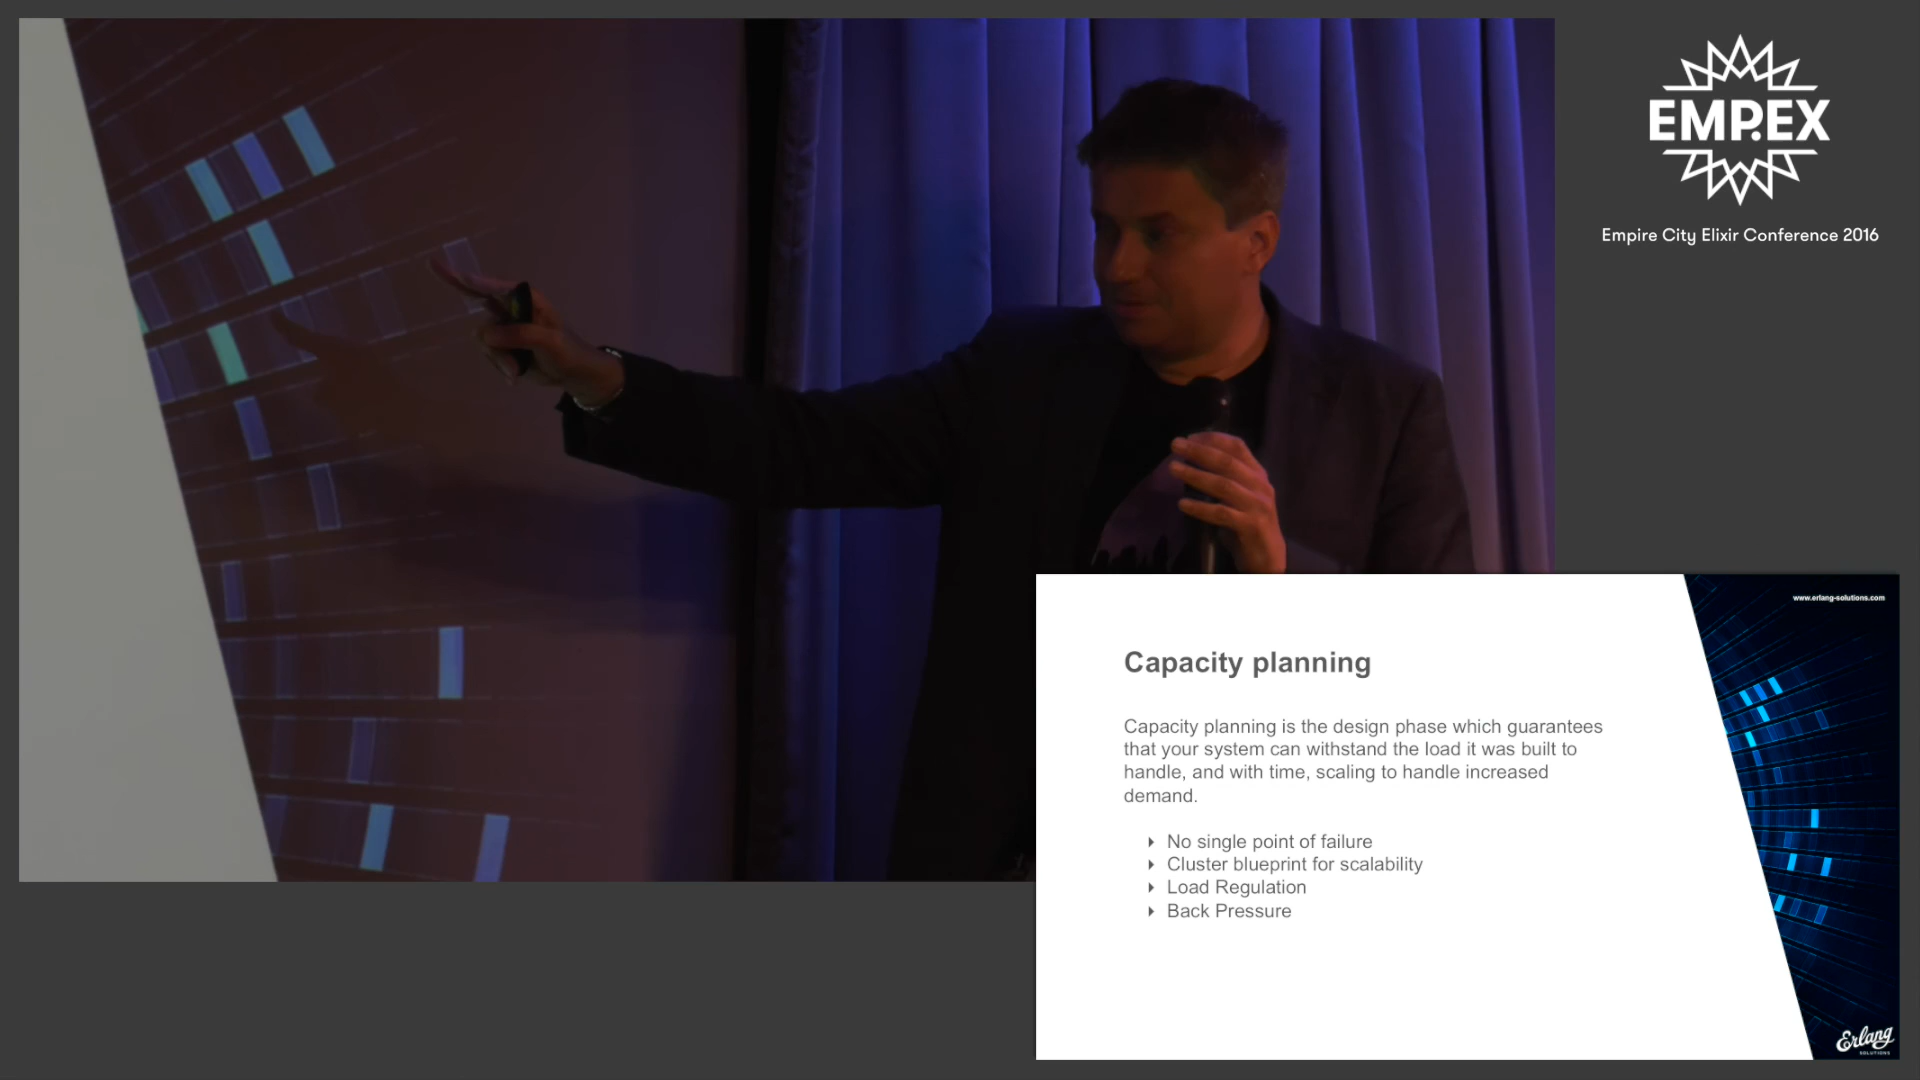 EMPEX
Empire City Elixir Conference 2016
www.erlang-solutions.com
Capacity planning
Capacity planning is the design phase which guarantees
that your system can withstand the load it was built to
handle, and with time, scaling to handle increased
demand.
No single point of failure
Cluster blueprint for scalability
Load Regulation
Back Pressure
Erlang
SOLUTIONS